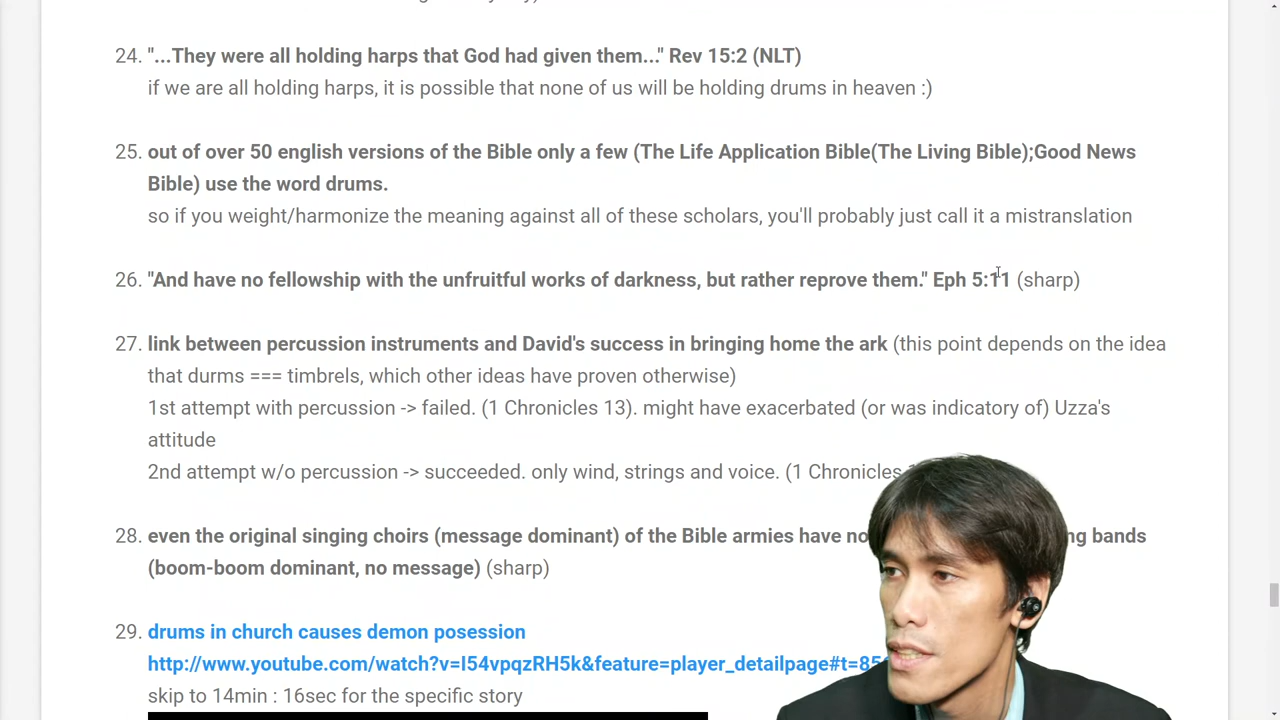 24. "...They were all holding harps that God had given them..." Rev 15:2 (NLT)
if we are all holding harps, it is possible that none of us will be holding drums in heaven :)
25. out of over 50 english versions of the Bible only a few (The Life Application Bible(The Living Bible);Good News
Bible) use the word drums.
so if you weight/harmonize the meaning against all of these scholars, you'll probably just call it a mistranslation
26. "And have no fellowship with the unfruitful works of darkness, but rather reprove them." Eph 5:11 (sharp)
27. link between percussion instruments and David's success in bringing home the ark (this point depends on the idea
that durms === timbrels, which other ideas have proven otherwise)
1st attempt with percussion -> failed. (1 Chronicles 13). might have exacerbated (or was indicatory of) Uzza's
attitude
2nd attempt w/o percussion -> succeeded. only wind, strings and voice. (1 Chronicles
28. even the original singing choirs (message dominant) of the Bible armies have no bands
(boom-boom dominant, no message) (sharp)
29. drums in church causes demon posession
http://www.youtube.com/watch?v=I54vpqzRH5k&feature=player_detailpage#t=85
skip to 14min : 16sec for the specific story